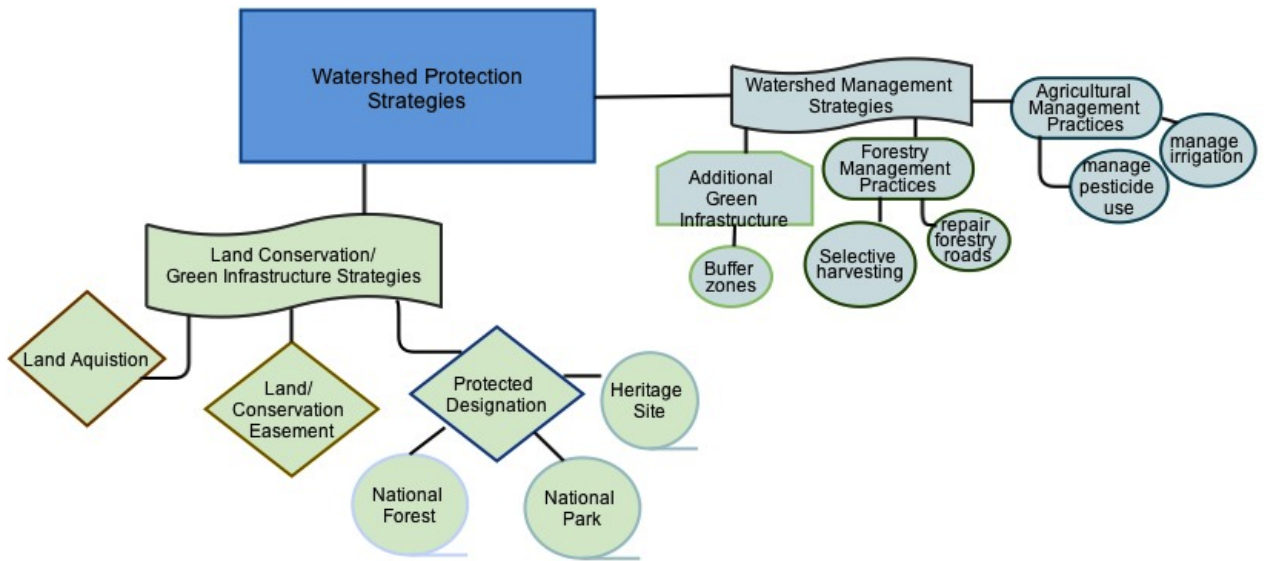 Watershed Protection
Strategies
Watershed Management
Strategies
Agricultural
Management
Practices
manage
irrigation
manage
pesticide
use
Forestry
Management
Practices
Additional
Green
Infrastructure
repair
forestry
roads
Selective
harvesting
Buffer
zones
Land Conservation/
Green Infrastructure Strategies
Land Aquistion
Land/
Conservation
Easement
Protected
Designation
Heritage
Site
National
Forest
National
Park